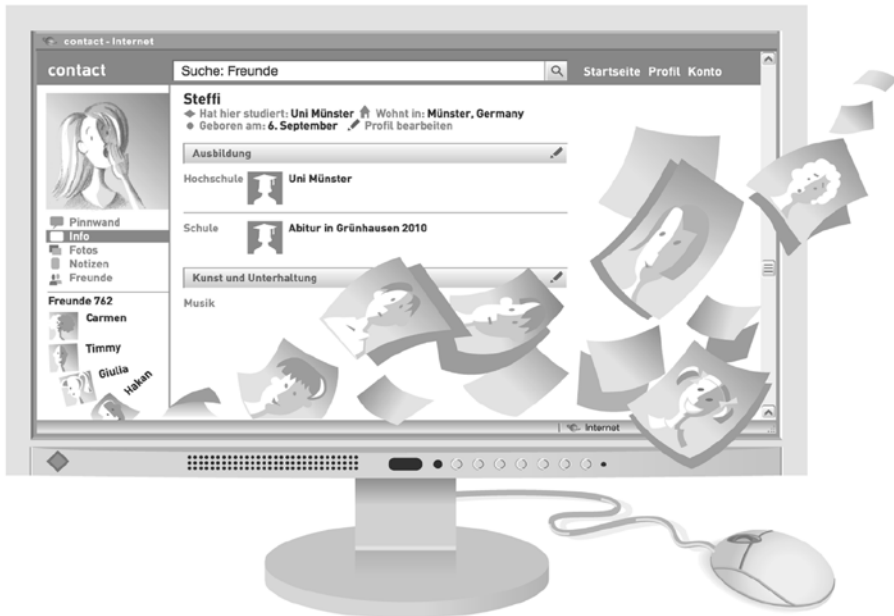 contact - Internet
contact
Suche: Freunde
Startseite Profil Konto
Steffi
Hat hier studiert: Uni Münster Wohnt in: Münster, Germany
Geboren am: 6. September Profil bearbeiten
Ausbildung
Hochschule Uni Münster
Schule Abitur in Grünhausen 2010
Kunst und Unterhaltung
Musik
Pinnwand
Info
Fotos
Notizen
Freunde
Freunde 762
Carmen
Timmy
Giulia
Hakan
Internet